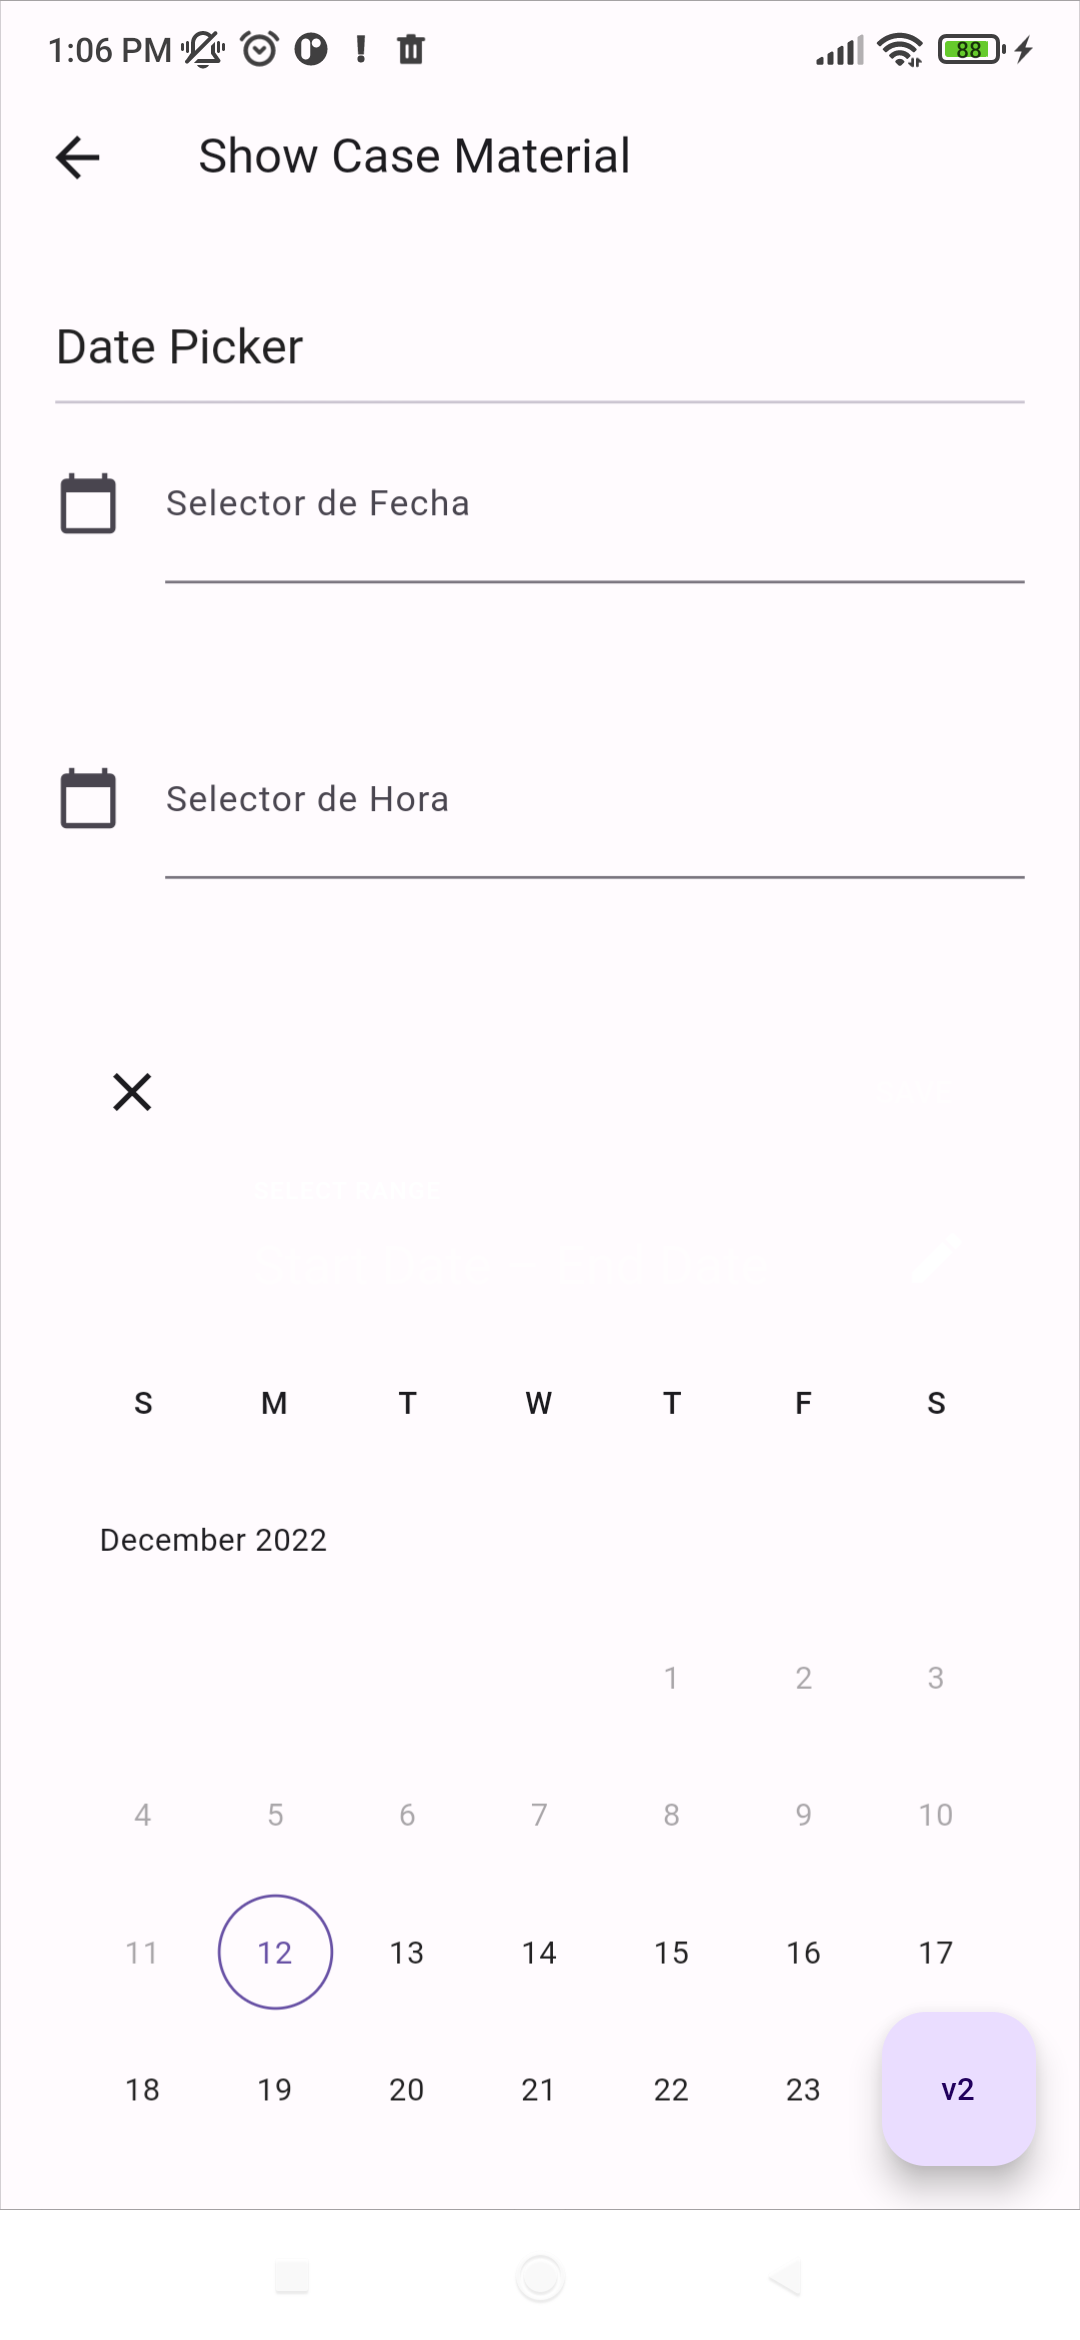 1:06 PM 88
Show Case Material
Date Picker
Selector de Fecha
Selector de Hora
S M T W T F S
December 2022
1 2 3
4 5 6 7 8 9 10
11 12 13 14 15 16 17
18 19 20 21 22 23
v2